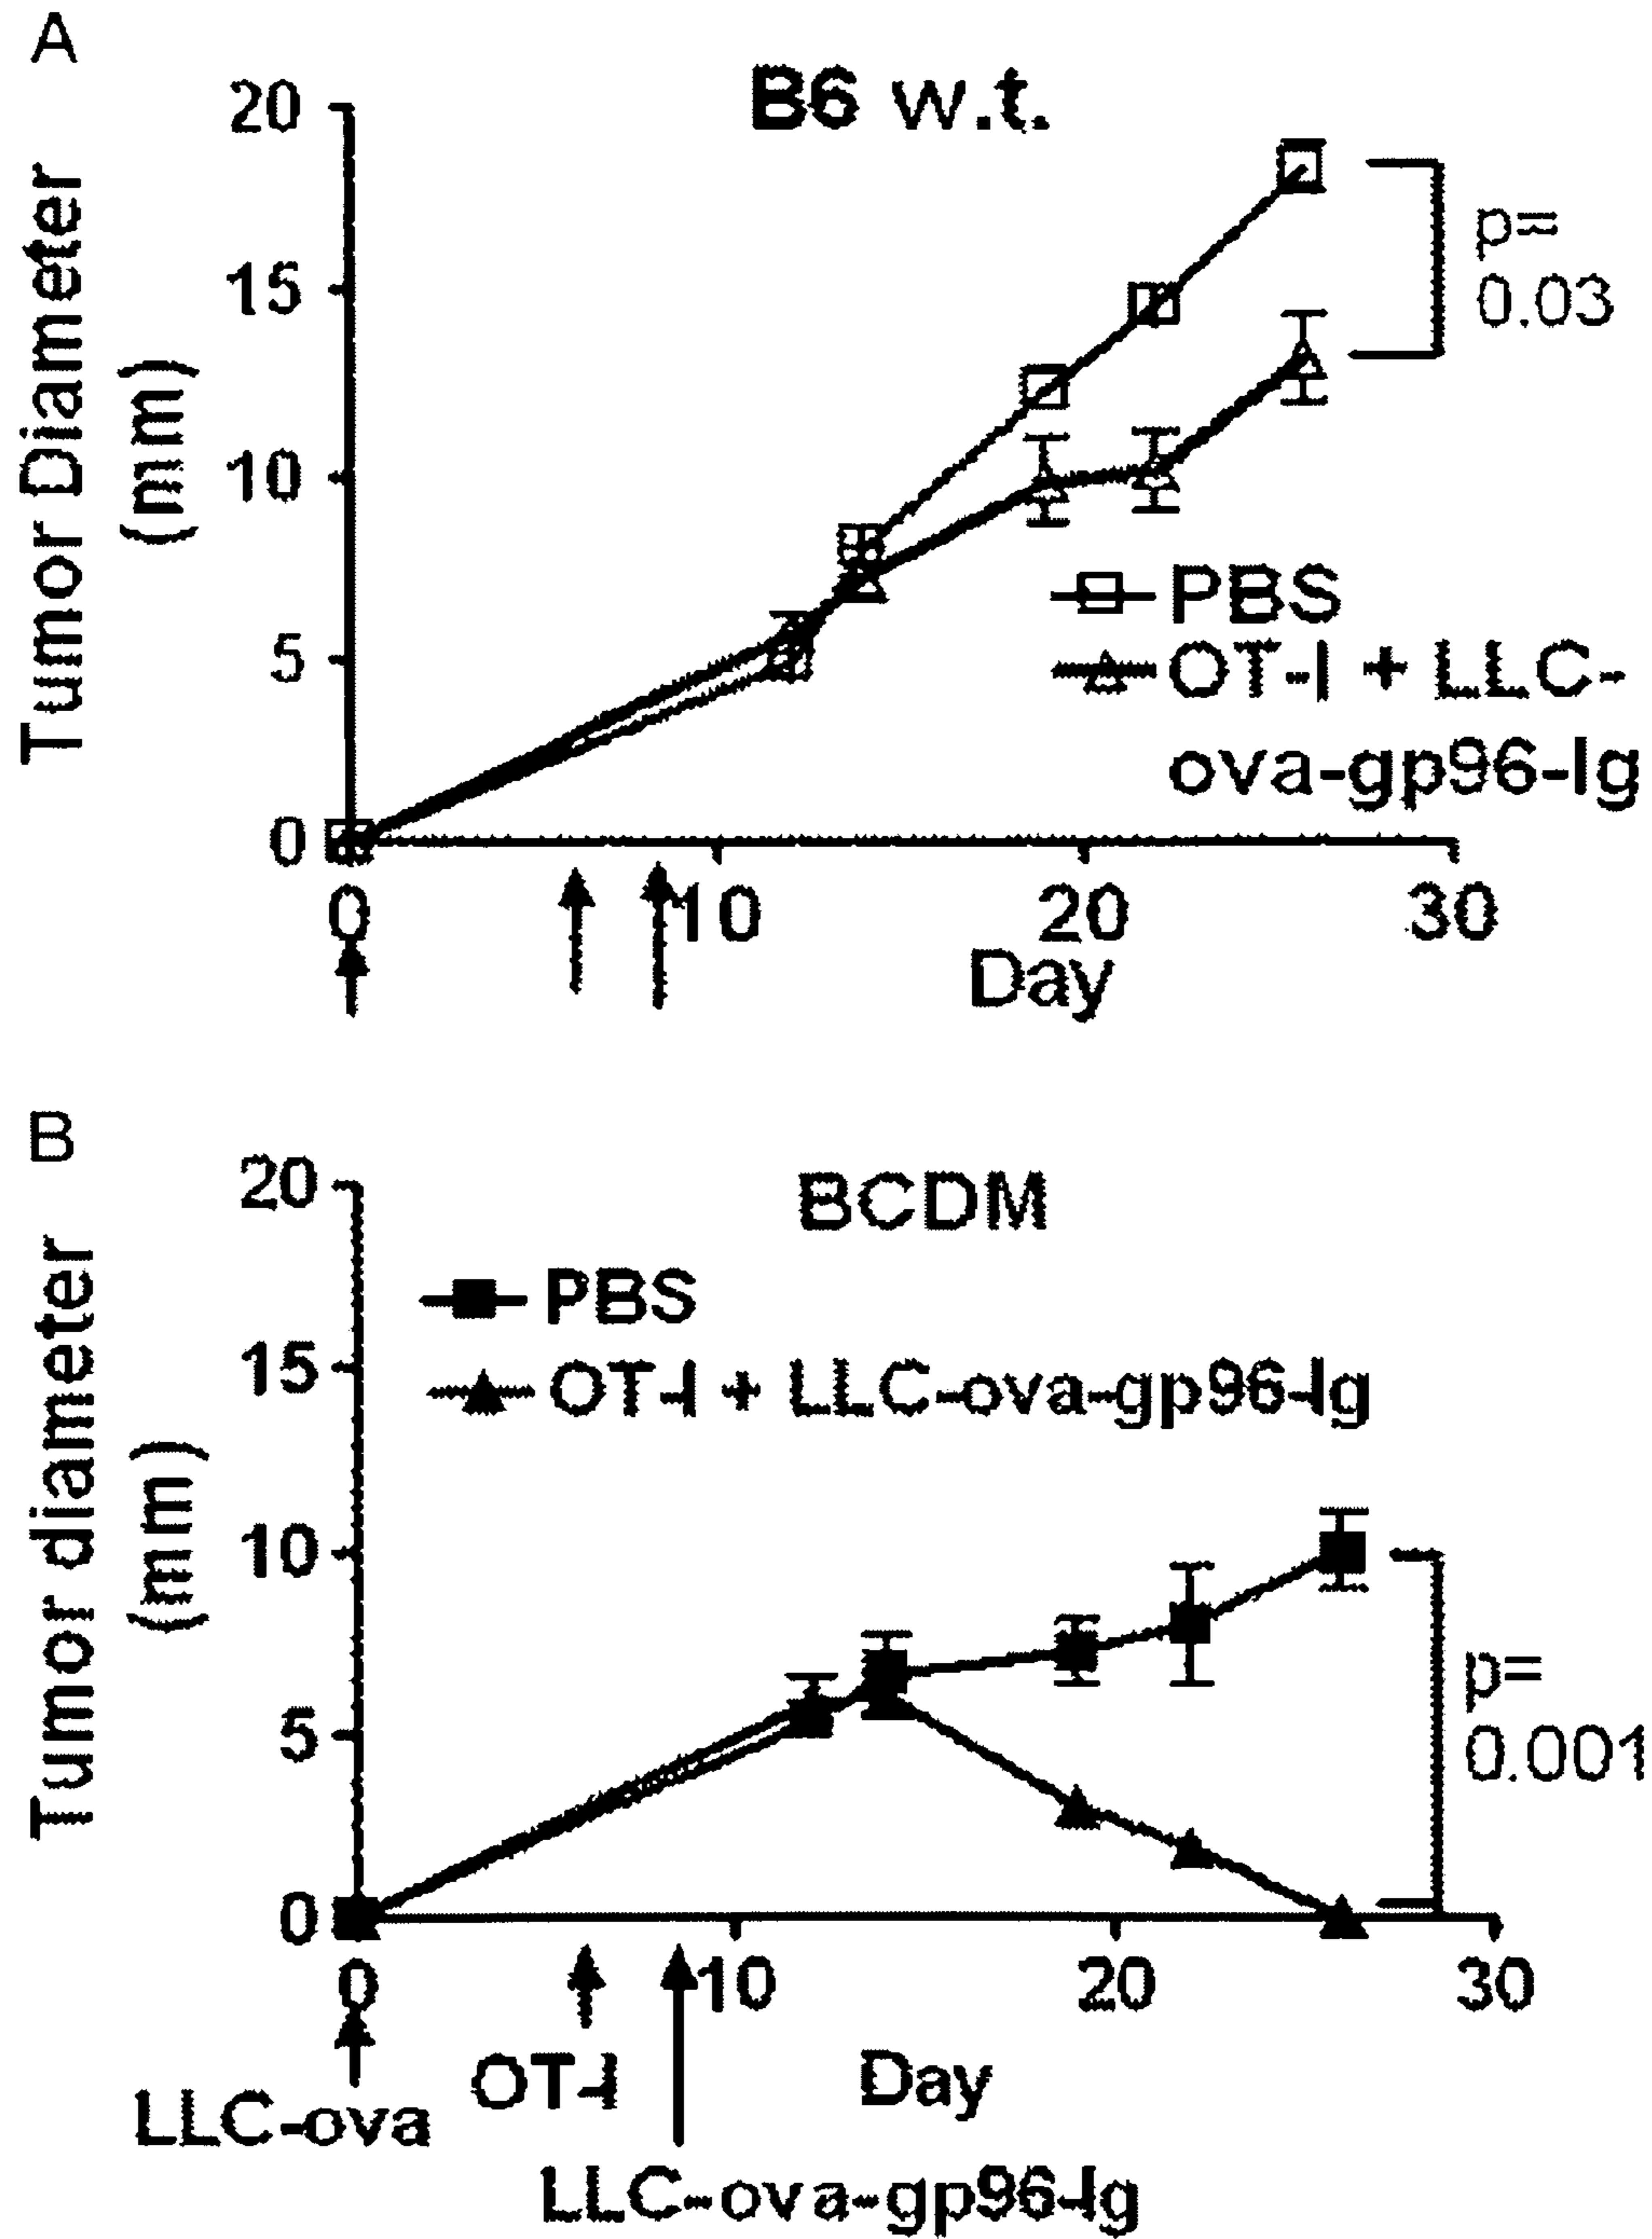 A
B6 w.t.
Tumor Diameter
(mm)
20
15
10
5
0
p=
0.03
PBS
OT-I + LLC-
ova-gp96-Ig
0
10
20
30
Day
B
BCDM
Tumor diameter
(mm)
20
15
10
5
0
PBS
OT-I + LLC-ova-gp96-Ig
p=
0.001
0
10
20
30
OT-I
Day
LLC-ova
LLC-ova-gp96-Ig